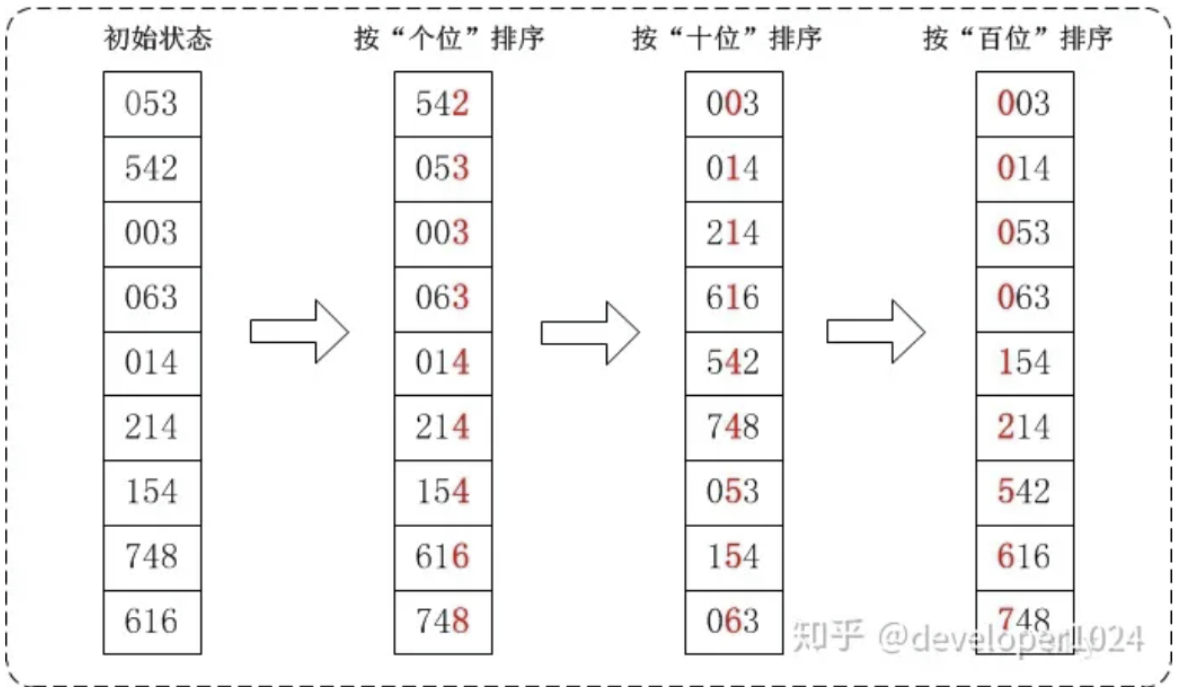 初始状态 按“个位”排序 按“十位”排序 按“百位”排序
053 542 003 003
542 053 014 014
003 003 214 053
063 063 616 063
014 014 542 154
214 214 748 214
154 154 053 542
748 616 154 616
616 748 063 748
知乎 @developer1024